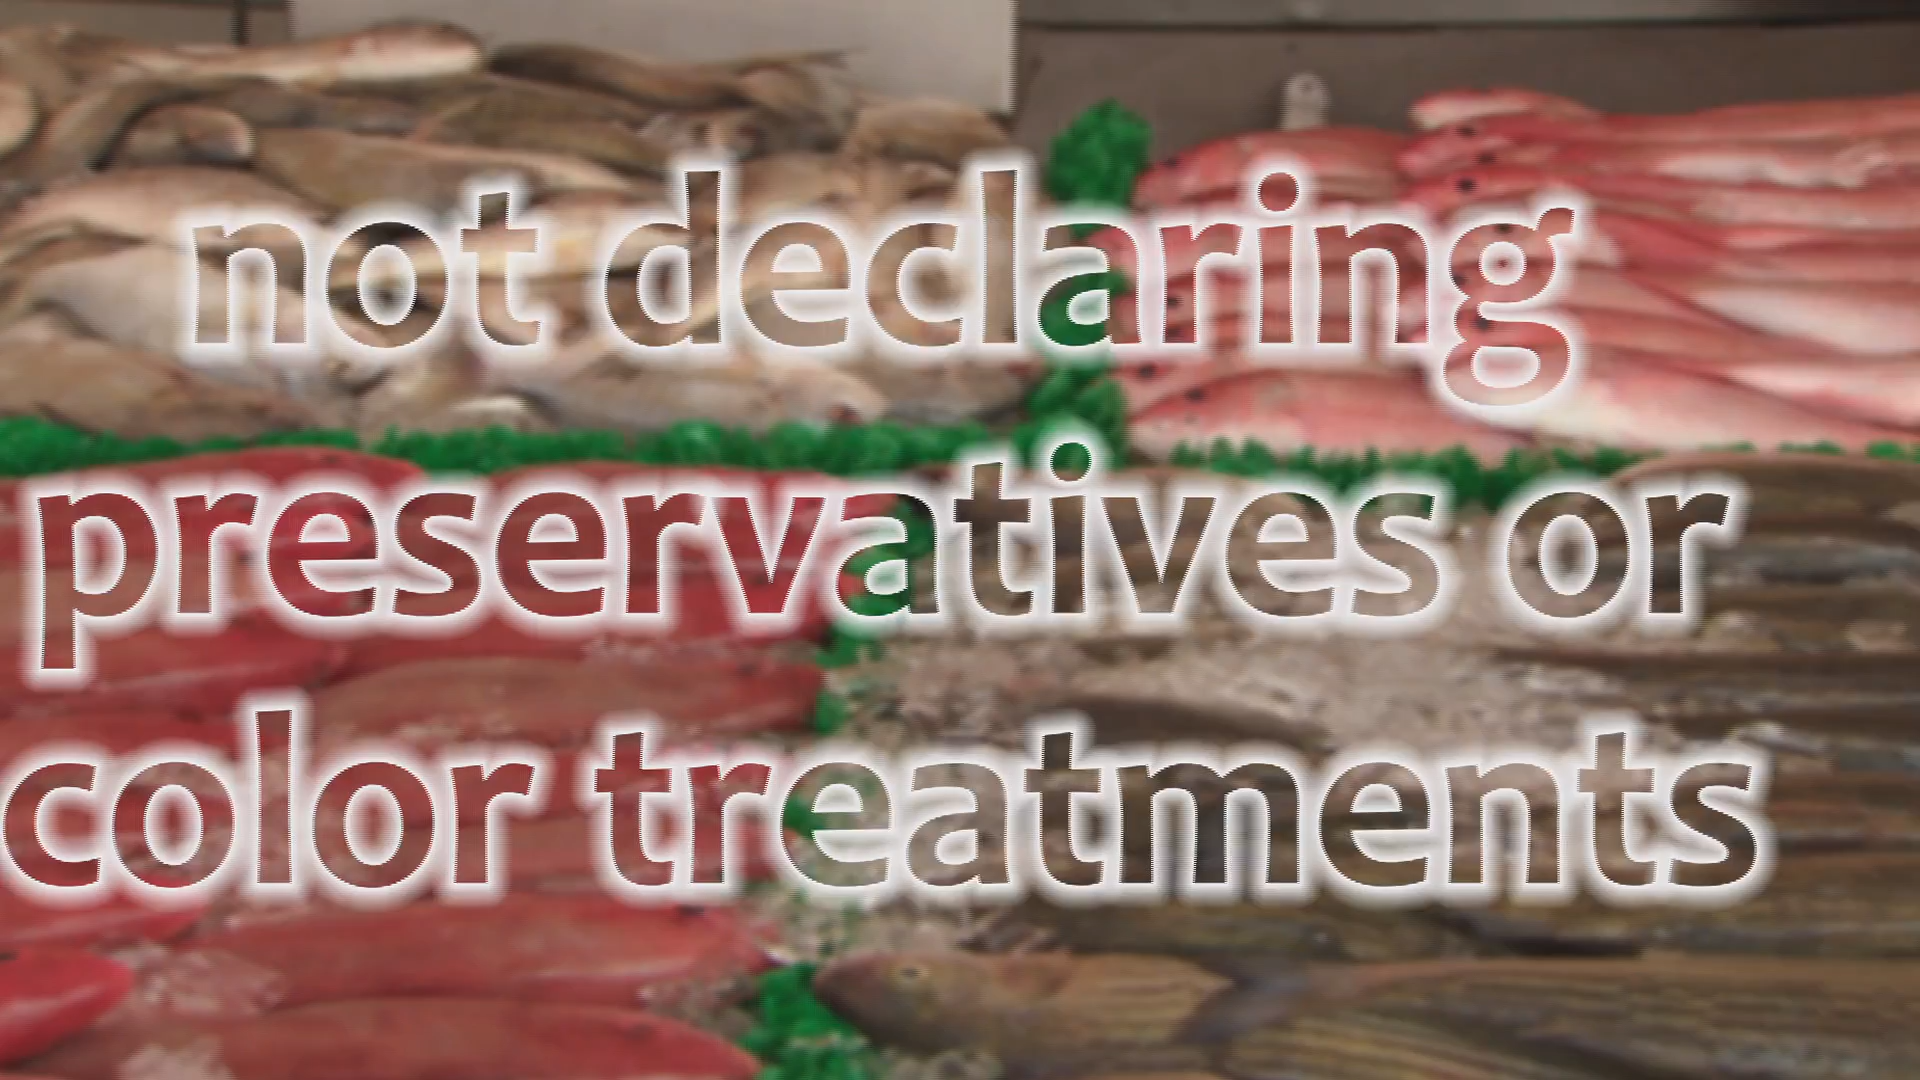 not declaring
preservatives or
color treatments